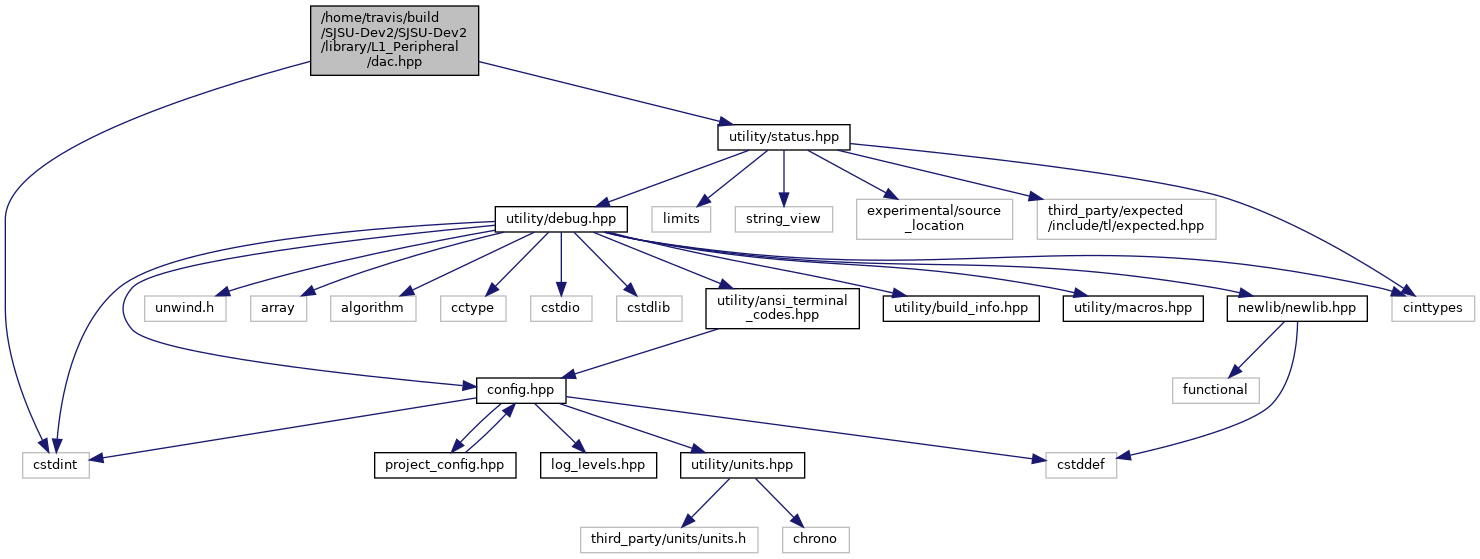 /home/travis/build
/SJSU-Dev2/SJSU-Dev2
/library/L1_Peripheral
/dac.hpp
utility/status.hpp
utility/debug.hpp
limits
string_view
experimental/source
_location
third_party/expected
/include/tl/expected.hpp
unwind.h
array
algorithm
cctype
cstdio
cstdlib
utility/ansi_terminal
_codes.hpp
utility/build_info.hpp
utility/macros.hpp
newlib/newlib.hpp
cinttypes
config.hpp
functional
cstdint
project_config.hpp
log_levels.hpp
utility/units.hpp
cstddef
third_party/units/units.h
chrono